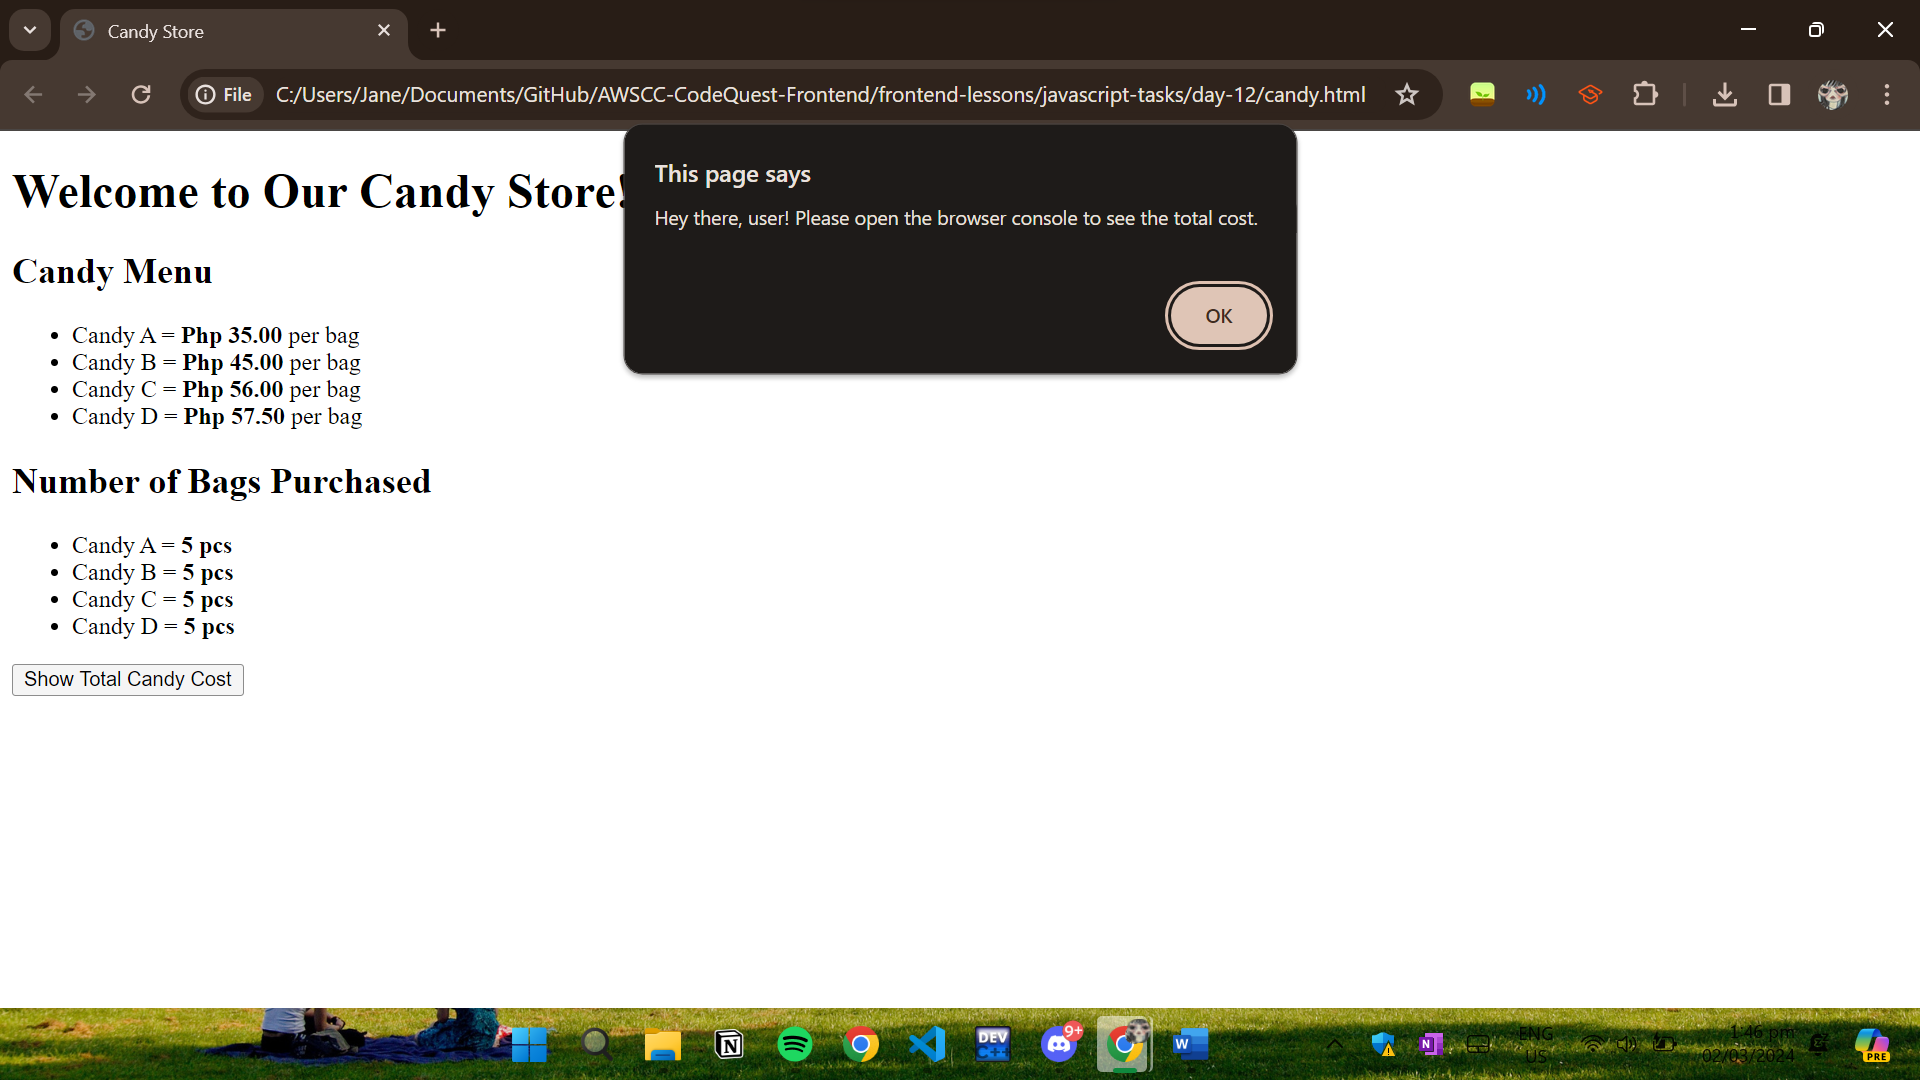 Candy Store
File
C:/Users/Jane/Documents/GitHub/AWSCC-CodeQuest-Frontend/frontend-lessons/javascript-tasks/day-12/candy.html
This page says
Hey there, user! Please open the browser console to see the total cost.
OK
Welcome to Our Candy Store!
Candy Menu
Candy A = Php 35.00 per bag
Candy B = Php 45.00 per bag
Candy C = Php 56.00 per bag
Candy D = Php 57.50 per bag
Number of Bags Purchased
Candy A = 5 pcs
Candy B = 5 pcs
Candy C = 5 pcs
Candy D = 5 pcs
Show Total Candy Cost
DEV
C++
9+
W
N
ENG
US
1:46 pm
02/03/2024
PRE